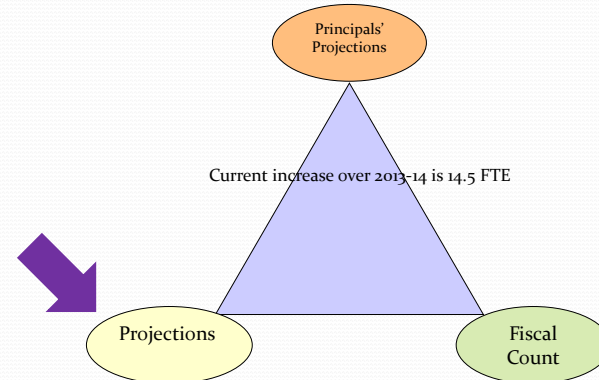 Principals’
Projections
Current increase over 2013-14 is 14.5 FTE
Projections
Fiscal
Count